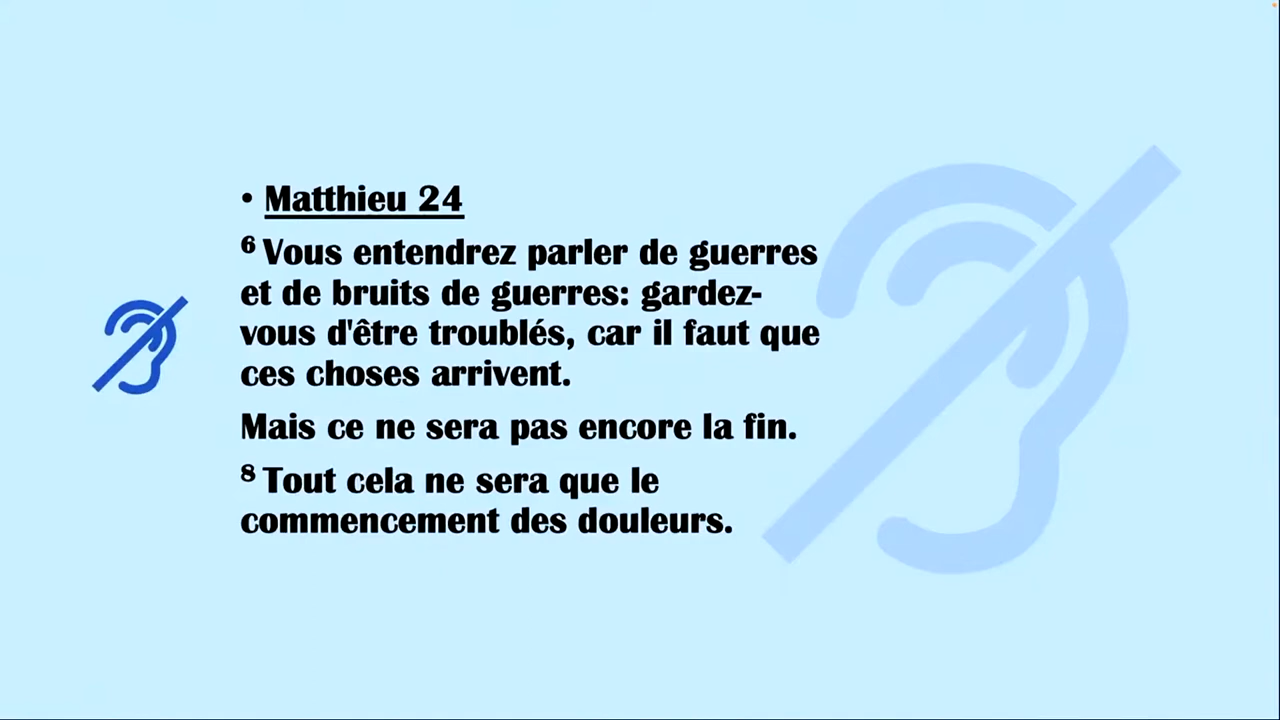 • Matthieu 24
⁶ Vous entendrez parler de guerres
et de bruits de guerres: gardez-
vous d'être troublés, car il faut que
ces choses arrivent.
Mais ce ne sera pas encore la fin.
⁸ Tout cela ne sera que le
commencement des douleurs.